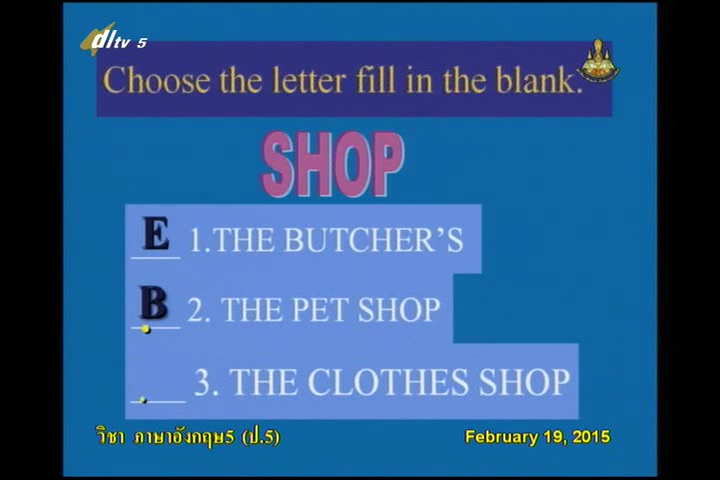 dltv 5
Choose the letter fill in the blank.
SHOP
E 1.THE BUTCHER'S
B 2. THE PET SHOP
___ 3. THE CLOTHES SHOP
วิชา ภาษาอังกฤษ5 (ป.5)
February 19, 2015